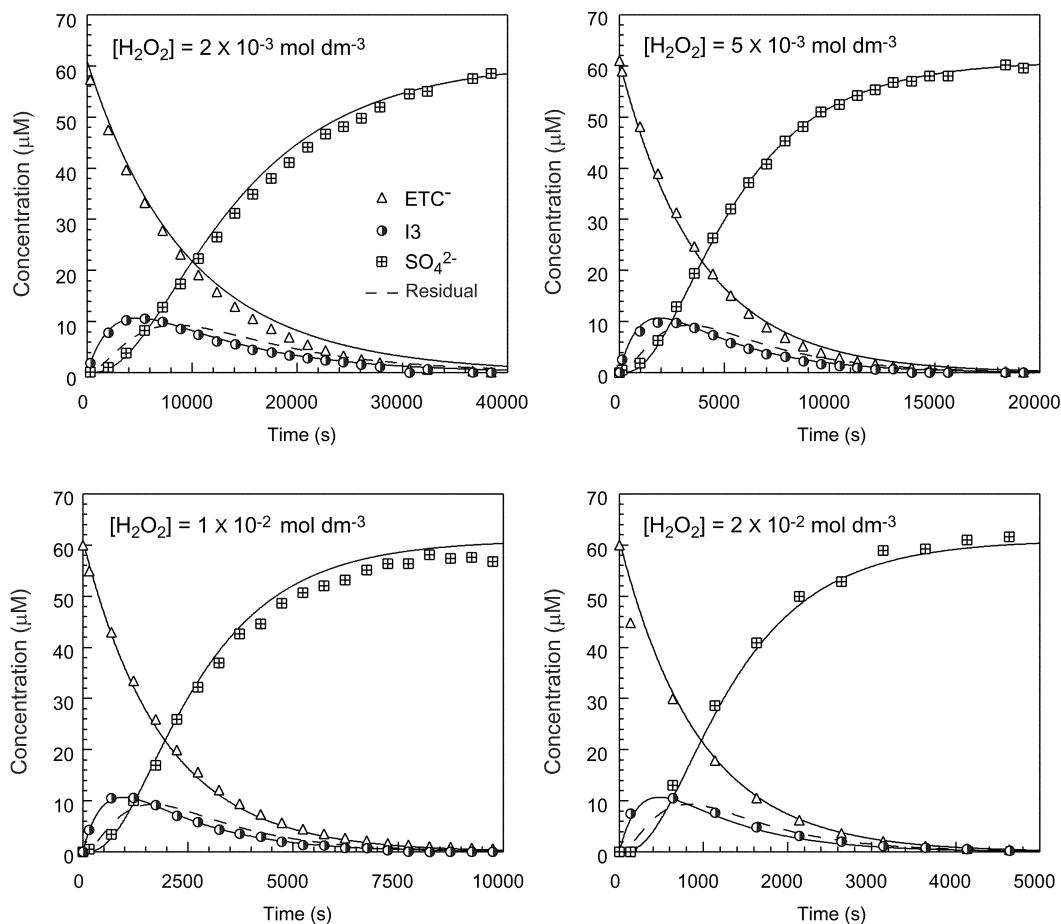 [H₂O₂] = 2 X 10⁻³ mol dm⁻³
Concentration (μM)
70
60
50
40
30
20
10
0
ETC⁻
I3
SO₄²⁻
Residual
0 10000 20000 30000 40000
Time (s)
[H₂O₂] = 5 X 10⁻³ mol dm⁻³
Concentration (μM)
70
60
50
40
30
20
10
0
0 5000 10000 15000 20000
Time (s)
[H₂O₂] = 1 X 10⁻² mol dm⁻³
Concentration (μM)
70
60
50
40
30
20
10
0
0 2500 5000 7500 10000
Time (s)
[H₂O₂] = 2 X 10⁻² mol dm⁻³
Concentration (μM)
70
60
50
40
30
20
10
0
0 1000 2000 3000 4000 5000
Time (s)